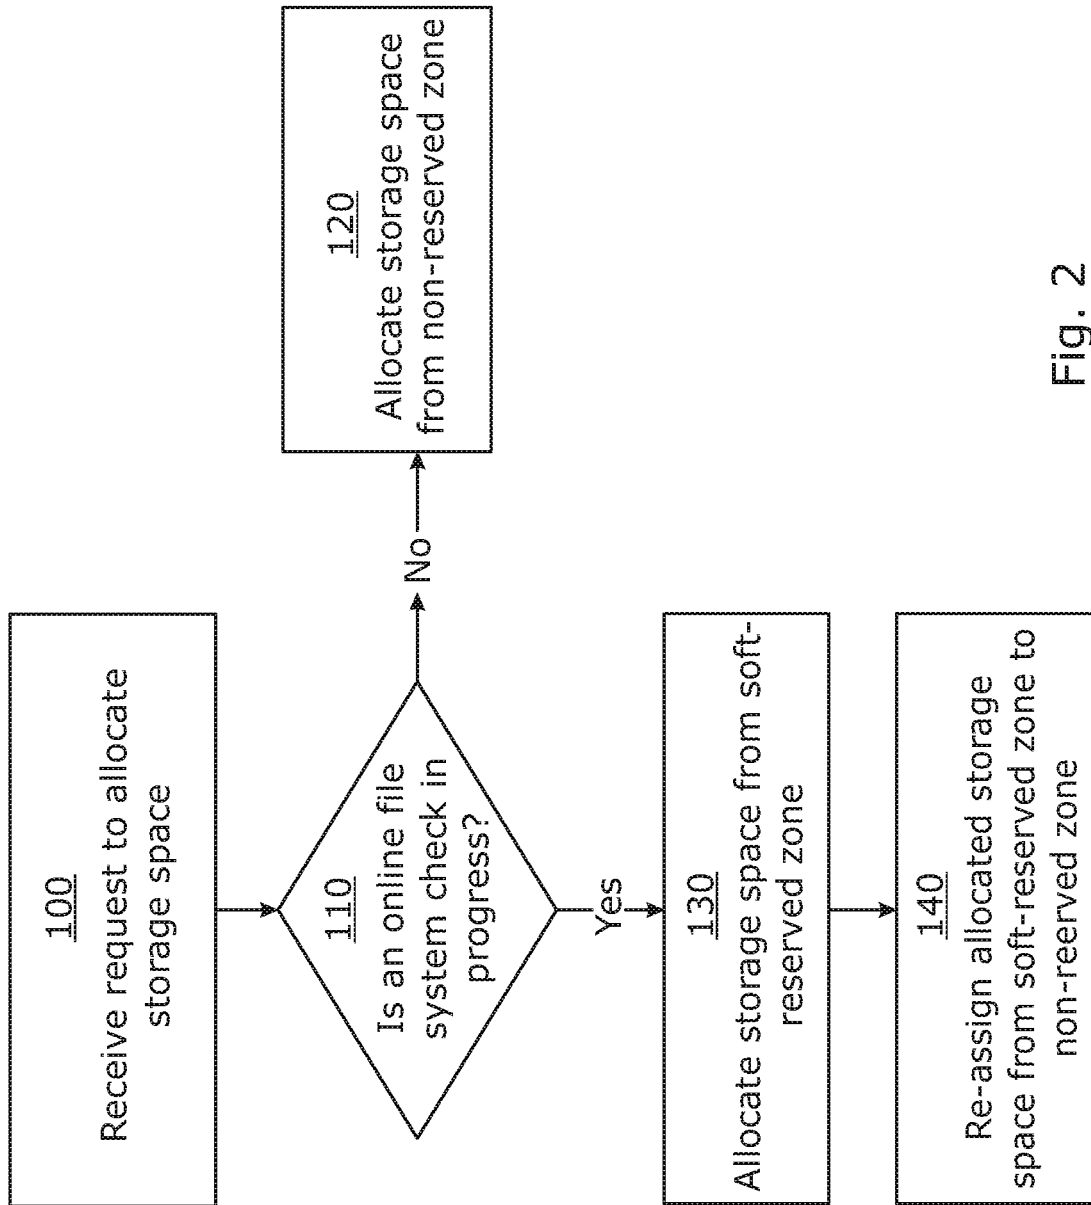 100
Receive request to allocate
storage space
110
Is an online file
system check in
progress?
No
120
Allocate storage space
from non-reserved zone
Yes
130
Allocate storage space from soft-
reserved zone
140
Re-assign allocated storage
space from soft-reserved zone to
non-reerved zone
Fig. 2